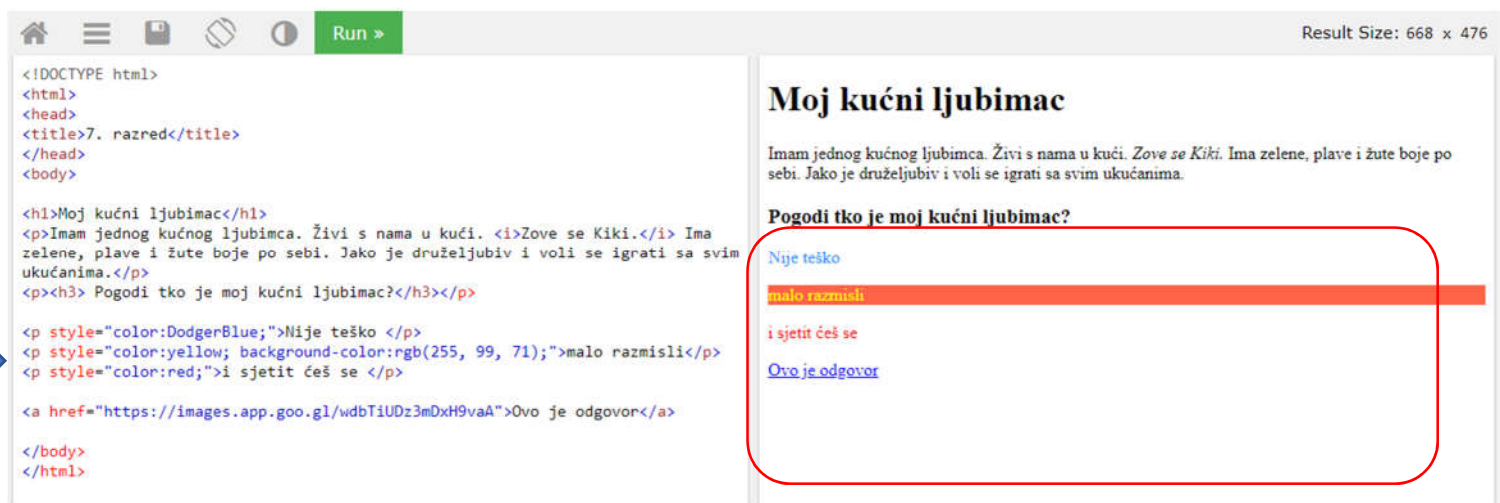 Run »
Result Size: 668 x 476
<!DOCTYPE html>
<html>
<head>
<title>7. razred</title>
</head>
<body>
<h1>Moj kućni ljubimac</h1>
<p>Imam jednog kućnog ljubimca. Živi s nama u kući. <i>Zove se Kiki.</i> Ima
zelene, plave i žute boje po sebi. Jako je druželjubiv i voli se igrati sa svim
ukućanima.</p>
<p><h3> Pogodi tko je moj kućni ljubimac?</h3></p>
<p style="color:DodgerBlue;">Nije teško </p>
<p style="color:yellow; background-color:rgb(255, 99, 71);">malo razmisli</p>
<p style="color:red;">i sjetit ćeš se </p>
<a href="https://images.app.goo.gl/wdbTiUDz3mDxH9vaA">Ovo je odgovor</a>
</body>
</html>
Moj kućni ljubimac
Imam jednog kućnog ljubimca. Živi s nama u kući. Zove se Kiki. Ima zelene, plave i žute boje po
sebi. Jako je druželjubiv i voli se igrati sa svim ukućanima.
Pogodi tko je moj kućni ljubimac?
Nije teško
malo razmisli
i sjetit ćeš se
Ovo je odgovor